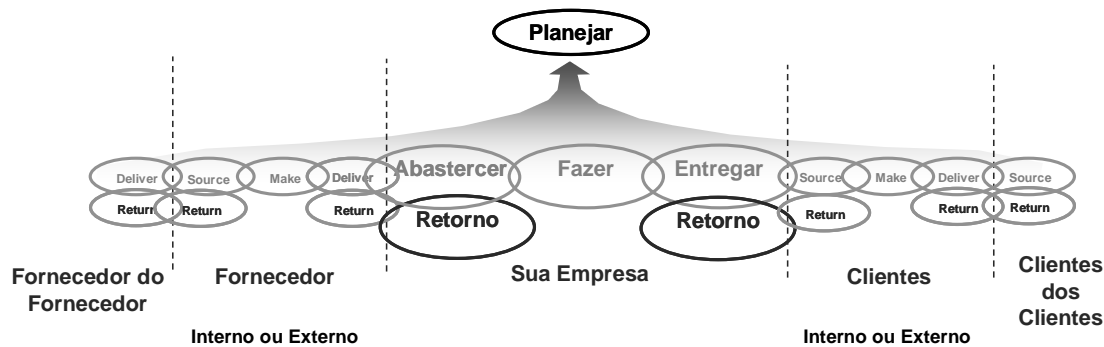 Planejar
Deliver Source Make Deliver Abastercer Fazer Entregar Source Make Deliver Source
Return Return Return Retorno Retorno Return Return Return
Fornecedor do
Fornecedor
Fornecedor
Sua Empresa
Clientes
Clientes
dos
Clientes
Interno ou Externo
Interno ou Externo